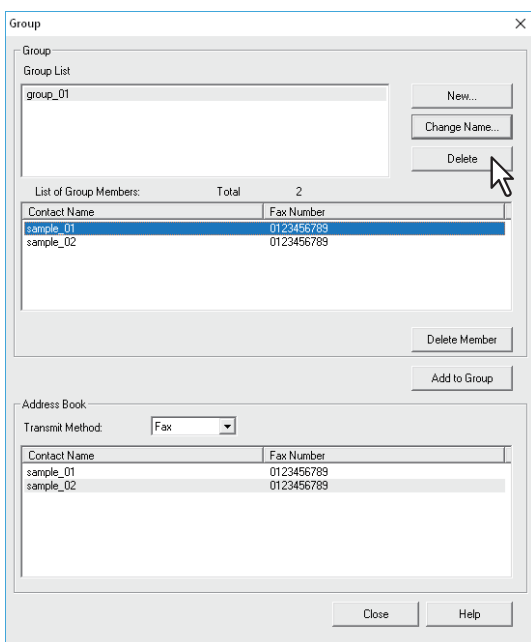 Group
Group
Group List
group_01
New...
Change Name...
Delete
List of Group Members: Total 2
Contact Name Fax Number
sample_01 0123456789
sample_02 0123456789
Delete Member
Add to Group
Address Book
Transmit Method: Fax
Contact Name Fax Number
sample_01 0123456789
sample_02 0123456789
Close Help